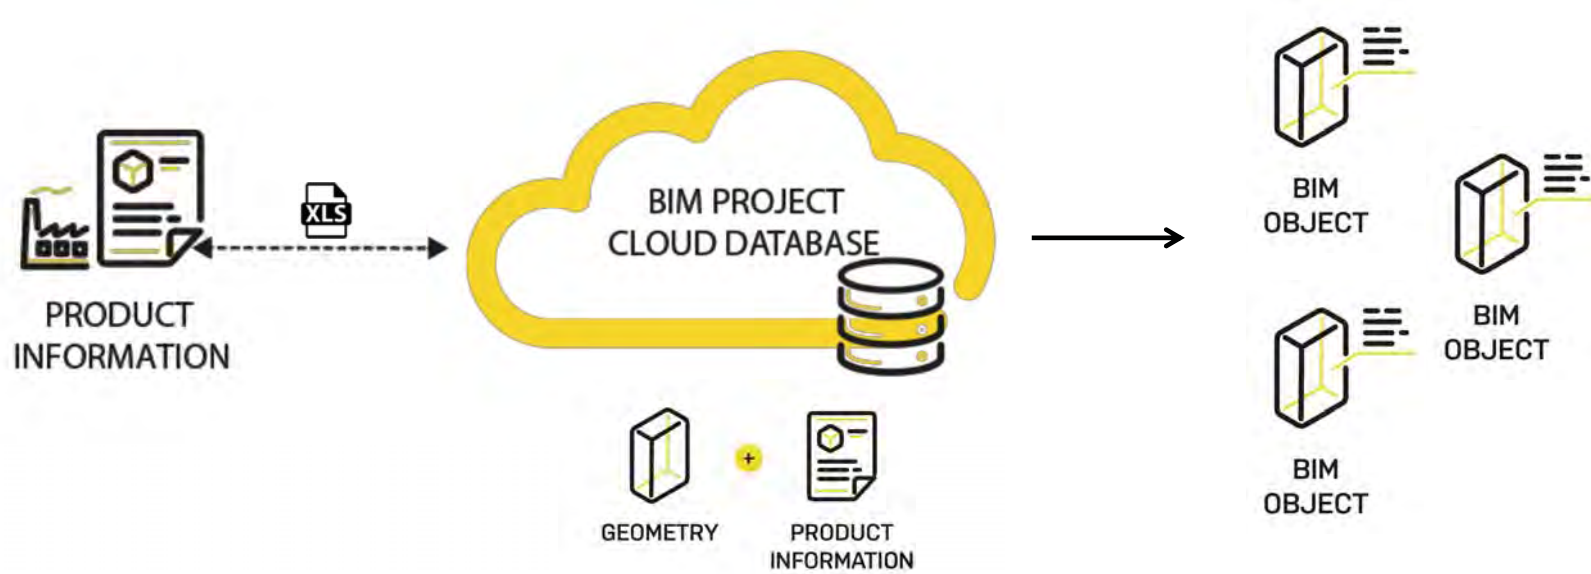 PRODUCT
INFORMATION
XLS
BIM PROJECT
CLOUD DATABASE
GEOMETRY
+
PRODUCT
INFORMATION
BIM
OBJECT
BIM
OBJECT
BIM
OBJECT